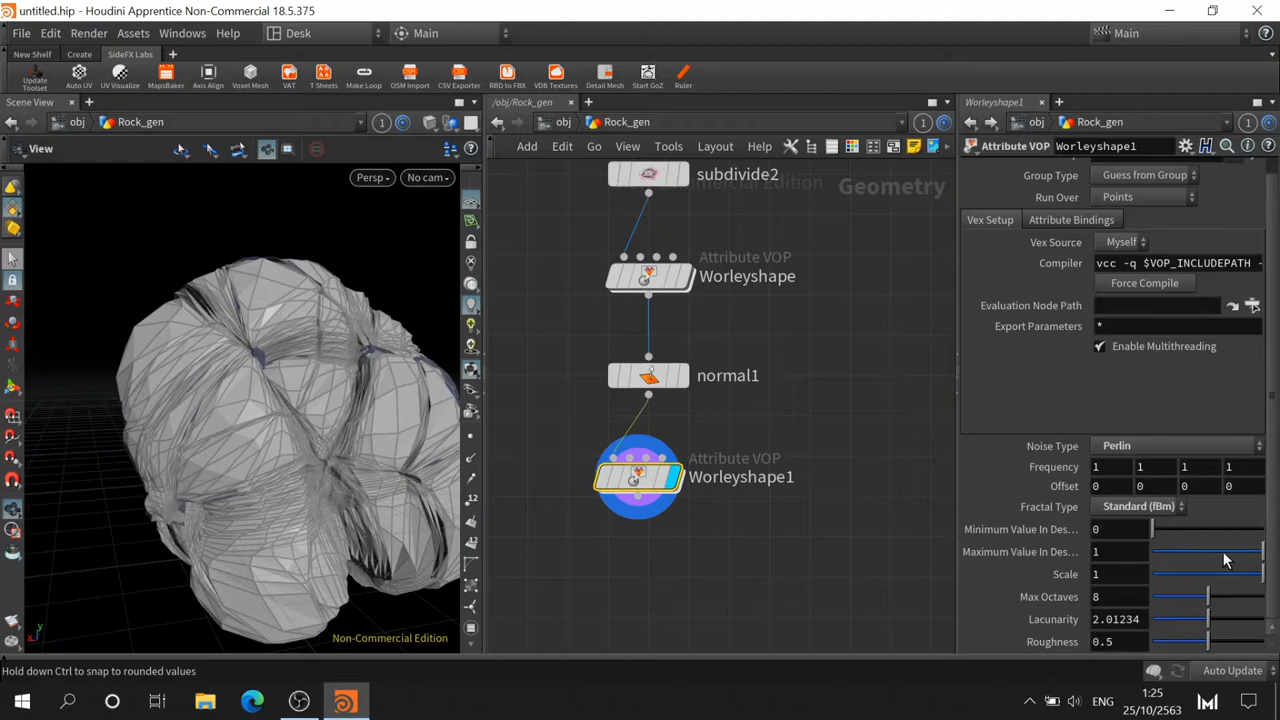 untitled.hip - Houdini Apprentice Non-Commercial 18.5.375
File Edit Render Assets Windows Help Desk Main Main
New Shelf Create SideFX Labs
Update Toolset Auto UV UV Visualize MapsBaker Axis Align Voxel Mesh VAT T Sheets Make Loop OSM Import CSV Exporter RBD to FBX VDB Textures Detail Mesh Start GoZ Ruler
Scene View /obj/Rock_gen Worleyshape1
obj Rock_gen 1 obj Rock_gen 1 obj Rock_gen 1
View Add Edit Go View Tools Layout Help Attribute VOP Worleyshape1
Persp No cam
Non-Commercial Edition
12
12
y
x
subdivide2
mercial Edition
Geometry
Attribute VOP
Worleyshape
normal1
Attribute VOP
Worleyshape1
Group Type Guess from Group
Run Over Points
Vex Setup Attribute Bindings
Vex Source Myself
Compiler vcc -q $VOP_INCLUDEPATH -
Force Compile
Evaluation Node Path
Export Parameters *
Enable Multithreading
Noise Type Perlin
Frequency 1 1 1 1
Offset 0 0 0 0
Fractal Type Standard (fBm)
Minimum Value In Des... 0
Maximum Value In Des... 1
Scale 1
Max Octaves 8
Lacunarity 2.01234
Roughness 0.5
Hold down Ctrl to snap to rounded values Auto Update
ENG 1:25
25/10/2563